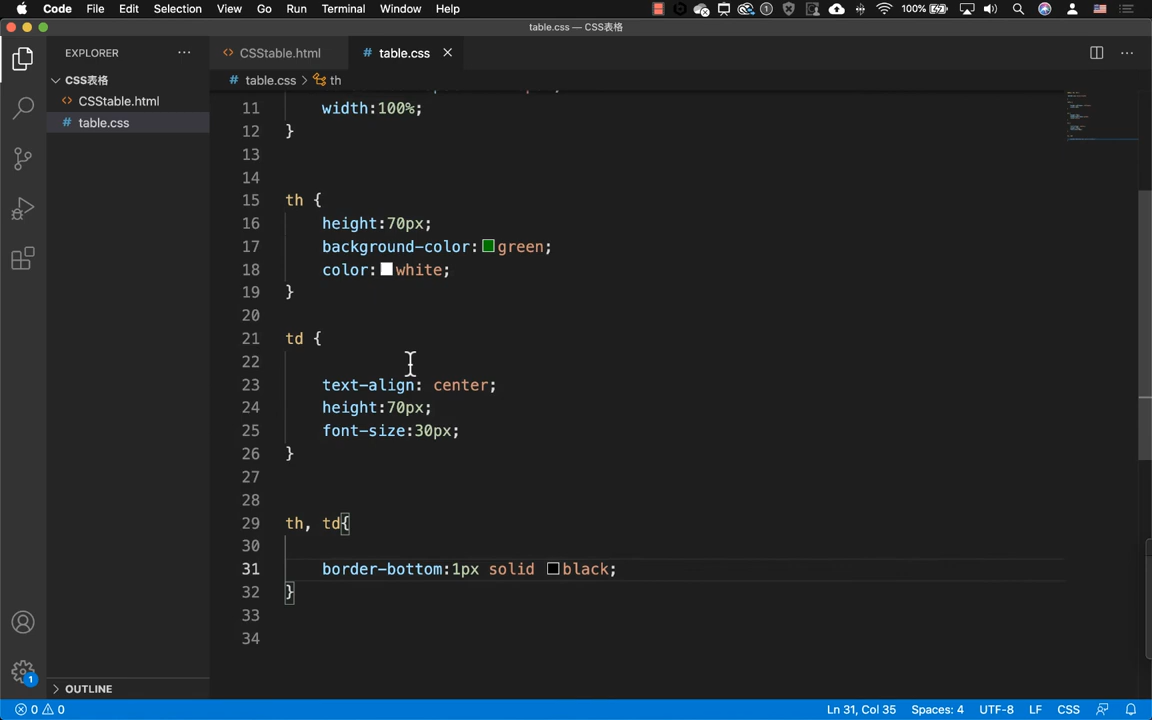 Code File Edit Selection View Go Run Terminal Window Help 100%
table.css — CSS表格
EXPLORER
CSStable.html
table.css
CSS表格
table.css > th
CSStable.html
table.css
11 width:100%;
12 }
13
14
15 th {
16 height:70px;
17 background-color: green;
18 color: white;
19 }
20
21 td {
22
23 text-align: center;
24 height:70px;
25 font-size:30px;
26 }
27
28
29 th, td{
30
31 border-bottom:1px solid black;
32 }
33
34
OUTLINE
1
0 0
Ln 31, Col 35 Spaces: 4 UTF-8 LF CSS